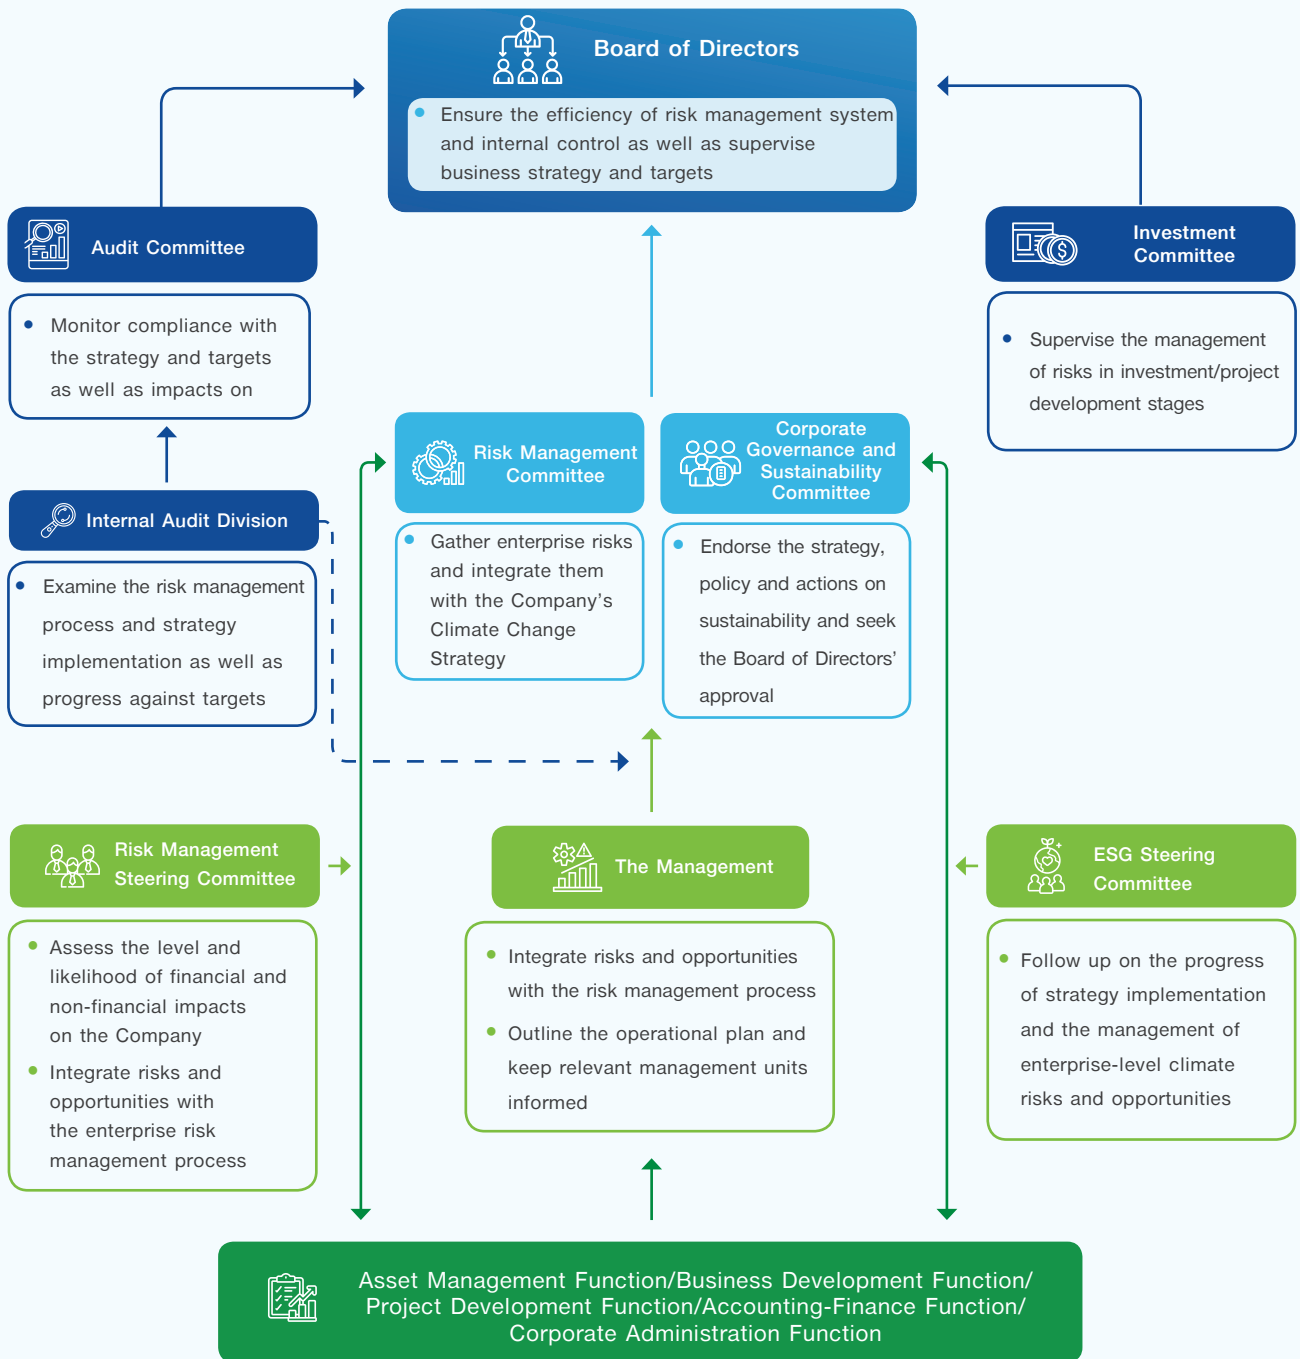 Board of Directors
Ensure the efficiency of risk management system
and internal control as well as supervise
business strategy and targets
Audit Committee
Monitor compliance with
the strategy and targets
as well as impacts on
Investment
Committee
Supervise the management
of risks in investment/project
development stages
Internal Audit Division
Examine the risk management
process and strategy
implementation as well as
progress against targets
Risk Management
Committee
Gather enterprise risks
and integrate them
with the Company's
Climate Change
Strategy
Corporate
Governance and
Sustainability
Committee
Endorse the strategy,
policy and actions on
sustainability and seek
the Board of Directors'
approval
Risk Management
Steering Committee
Assess the level and
likelihood of financial and
non-financial impacts
on the Company
Integrate risks and
opportunities with
the enterprise risk
management process
The Management
Integrate risks and opportunities
with the risk management process
Outline the operational plan and
keep relevant management units
informed
ESG Steering
Committee
Follow up on the progress
of strategy implementation
and the management of
enterprise-level climate
risks and opportunities
Asset Management Function/Business Development Function/
Project Development Function/Accounting-Finance Function/
Corporate Administration Function